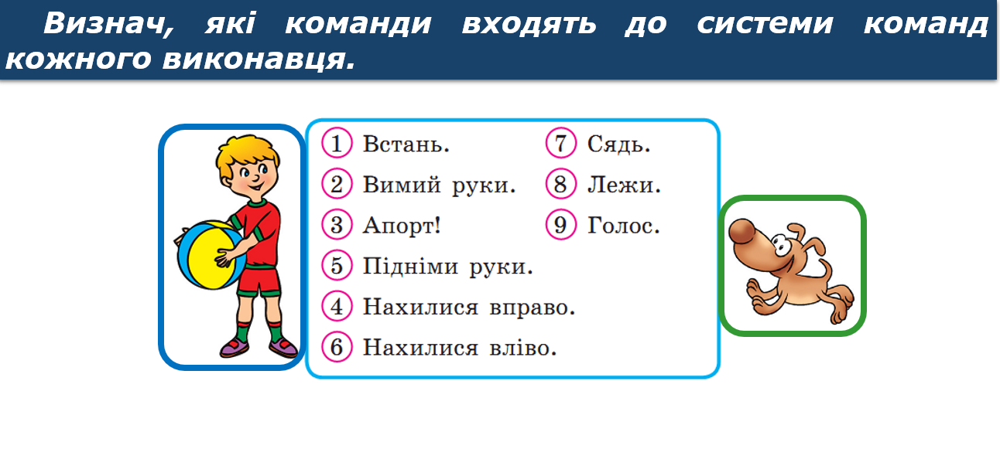 Визнач, які команди входять до системи команд
кожного виконавця.
1 Встань.
2 Вимий руки.
3 Апорт!
5 Підніми руки.
4 Нахилися вправо.
6 Нахилися вліво.
7 Сядь.
8 Лежи.
9 Голос.